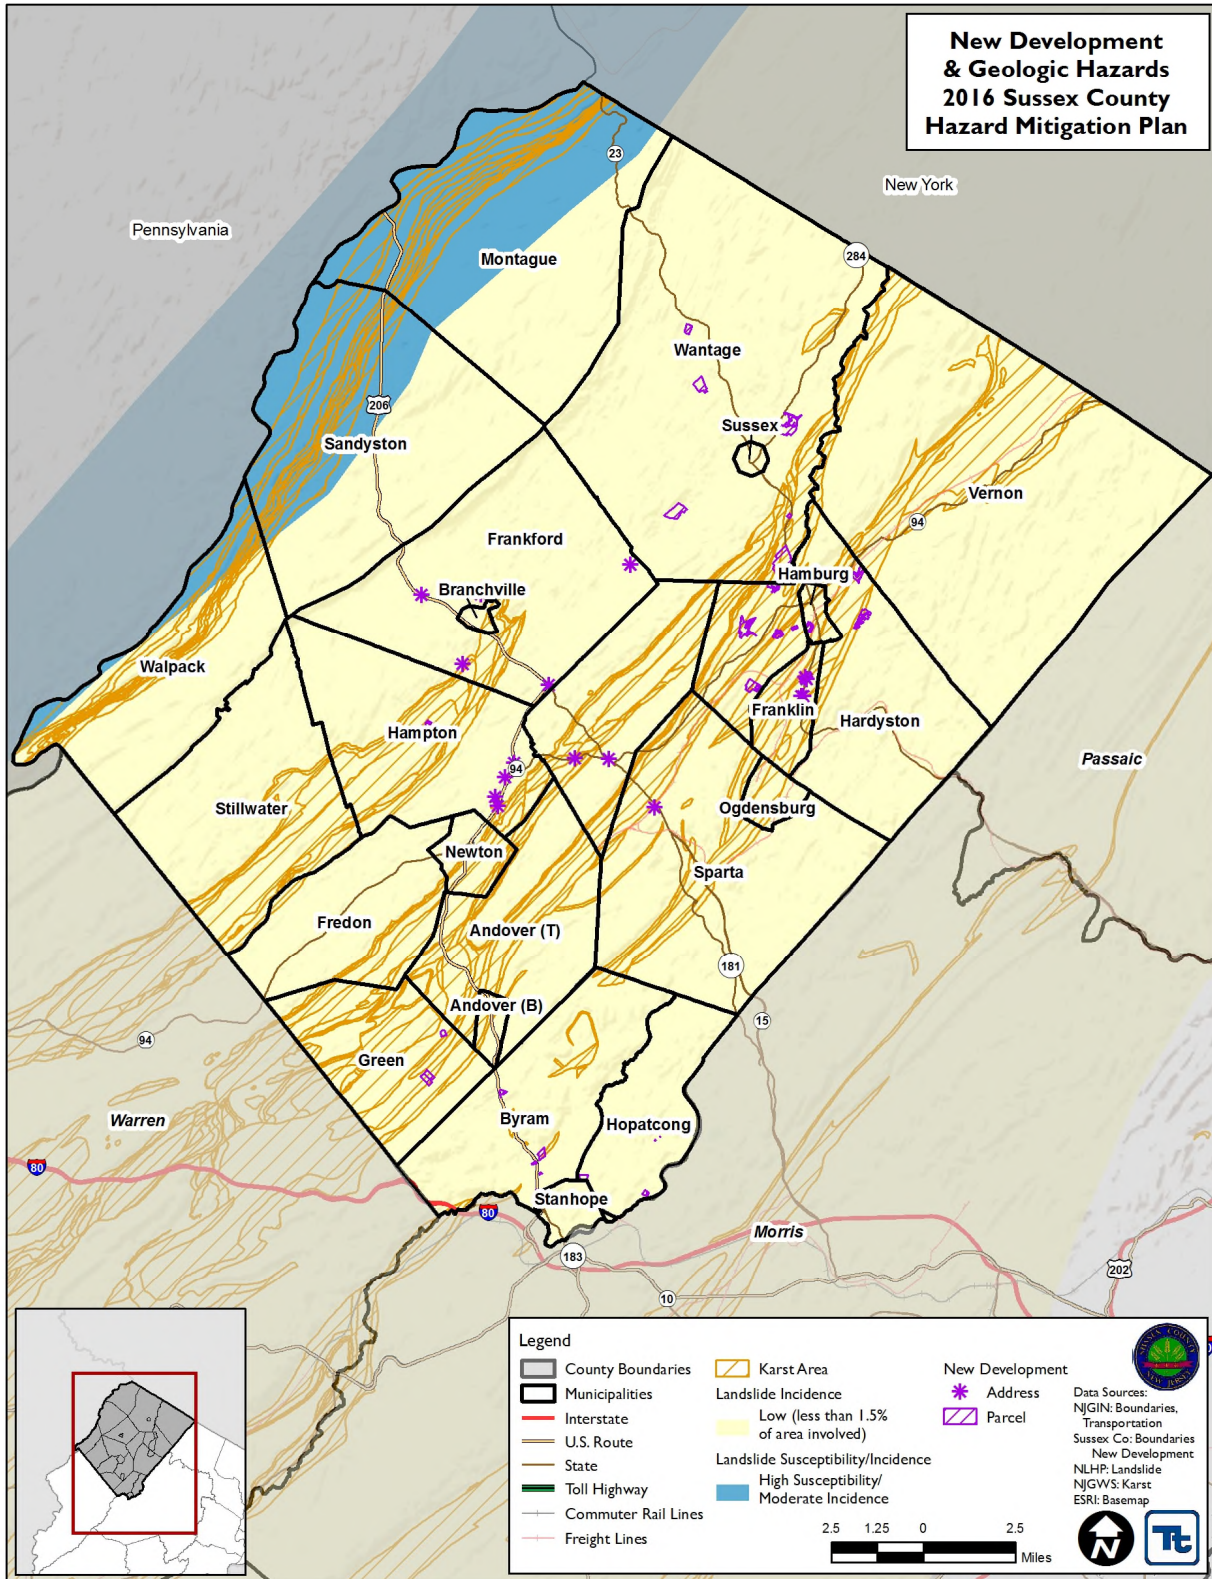 New Development
& Geologic Hazards
2016 Sussex County
Hazard Mitigation Plan
New York
Pennsylvania
23
284
Montague
Wantage
206
Sussex
Sandyston
Vernon
94
Frankford
Hamburg
Branchville
Walpack
Franklin
Hardyston
Hampton
94
Passaic
Stillwater
Ogdensburg
Newton
Sparta
Fredon
Andover (T)
181
Andover (B)
15
94
Green
Warren
Byram
Hopatcong
80
Stanhope
80
Morris
183
202
10
Legend
County Boundaries
Municipalities
Interstate
U.S. Route
State
Toll Highway
Commuter Rail Lines
Freight Lines
Karst Area
Landslide Incidence
Low (less than 1.5%
of area involved)
Landslide Susceptibility/Incidence
High Susceptibility/
Moderate Incidence
New Development
Address
Parcel
SUSSEX COUNTY
NEW JERSEY
Data Sources:
NJGIN: Boundaries,
Transportation
Sussex Co: Boundaries
New Development
NLHP: Landslide
NJGWS: Karst
ESRI: Basemap
2.5 1.25 0 2.5
Miles
N
Tt